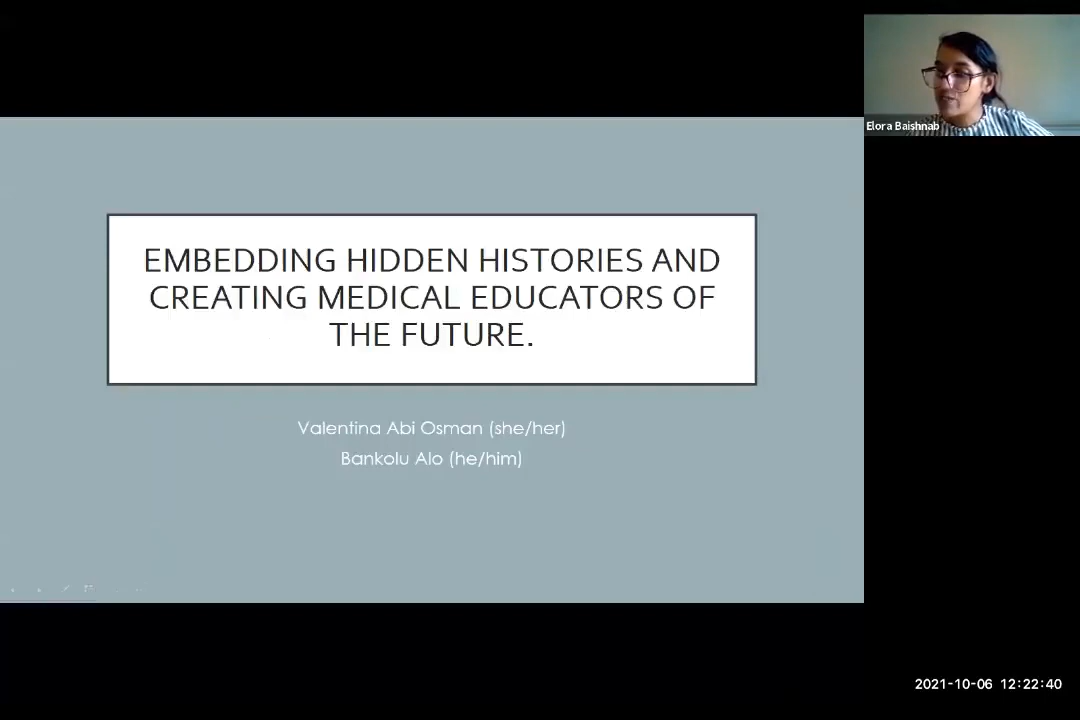 Elora Baishnab
EMBEDDING HIDDEN HISTORIES AND
CREATING MEDICAL EDUCATORS OF
THE FUTURE.
Valentina Abi Osman (she/her)
Bankolu Alo (he/him)
2021-10-06 12:22:40